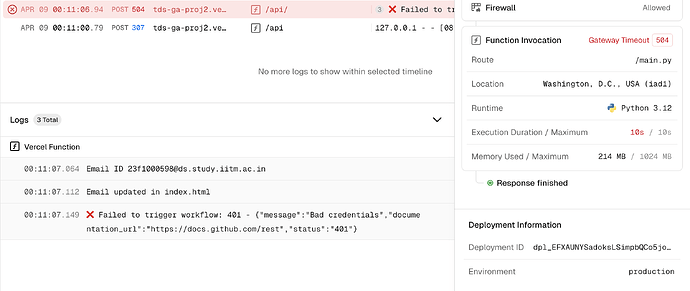 APR 09 00:11:06.94 POST 504 tds-ga-proj2.ve… /api/ 3 ❌ Failed to tr
APR 09 00:11:00.79 POST 307 tds-ga-proj2.ve… /api 127.0.0.1 - - [08
No more logs to show within selected timeline
Logs 3 Total
Vercel Function
00:11:07.064 Email ID 23f1000598@ds.study.iitm.ac.in
00:11:07.112 Email updated in index.html
00:11:07.149 ❌ Failed to trigger workflow: 401 - {"message":"Bad credentials","docume
ntation_url":"https://docs.github.com/rest","status":"401"}
Firewall Allowed
Function Invocation Gateway Timeout 504
Route /main.py
Location Washington, D.C., USA (iad1)
Runtime Python 3.12
Execution Duration / Maximum 10s / 10s
Memory Used / Maximum 214 MB / 1024 MB
Response finished
Deployment Information
Deployment ID dpl_EFXAUNYSadoksLSimpbQCo5jo…
Environment production